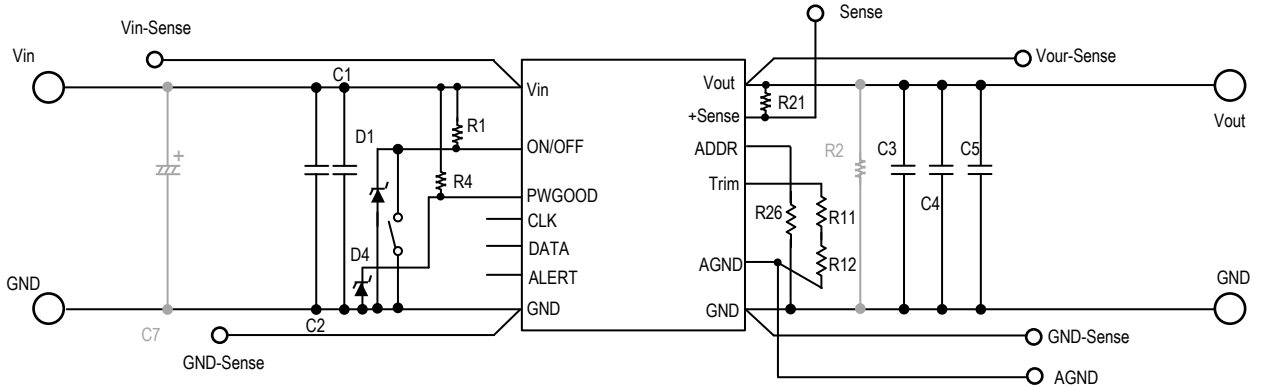 Sense
Vin-Sense
Vour-Sense
Vin
C1
Vin
Vout
R21
+Sense
Vout
R1
D1
ON/OFF
ADDR
R2
C3
C5
R4
Trim
PWGOOD
C4
R26
R11
CLK
DATA
D4
R12
AGND
ALERT
GND
GND
GND
GND
C7
C2
GND-Sense
GND-Sense
AGND
+